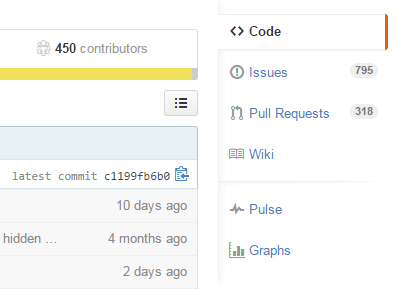 450 contributors
latest commit c1199fb6b0
10 days ago
hidden ... 4 months ago
2 days ago
Code
Issues 795
Pull Requests 318
Wiki
Pulse
Graphs